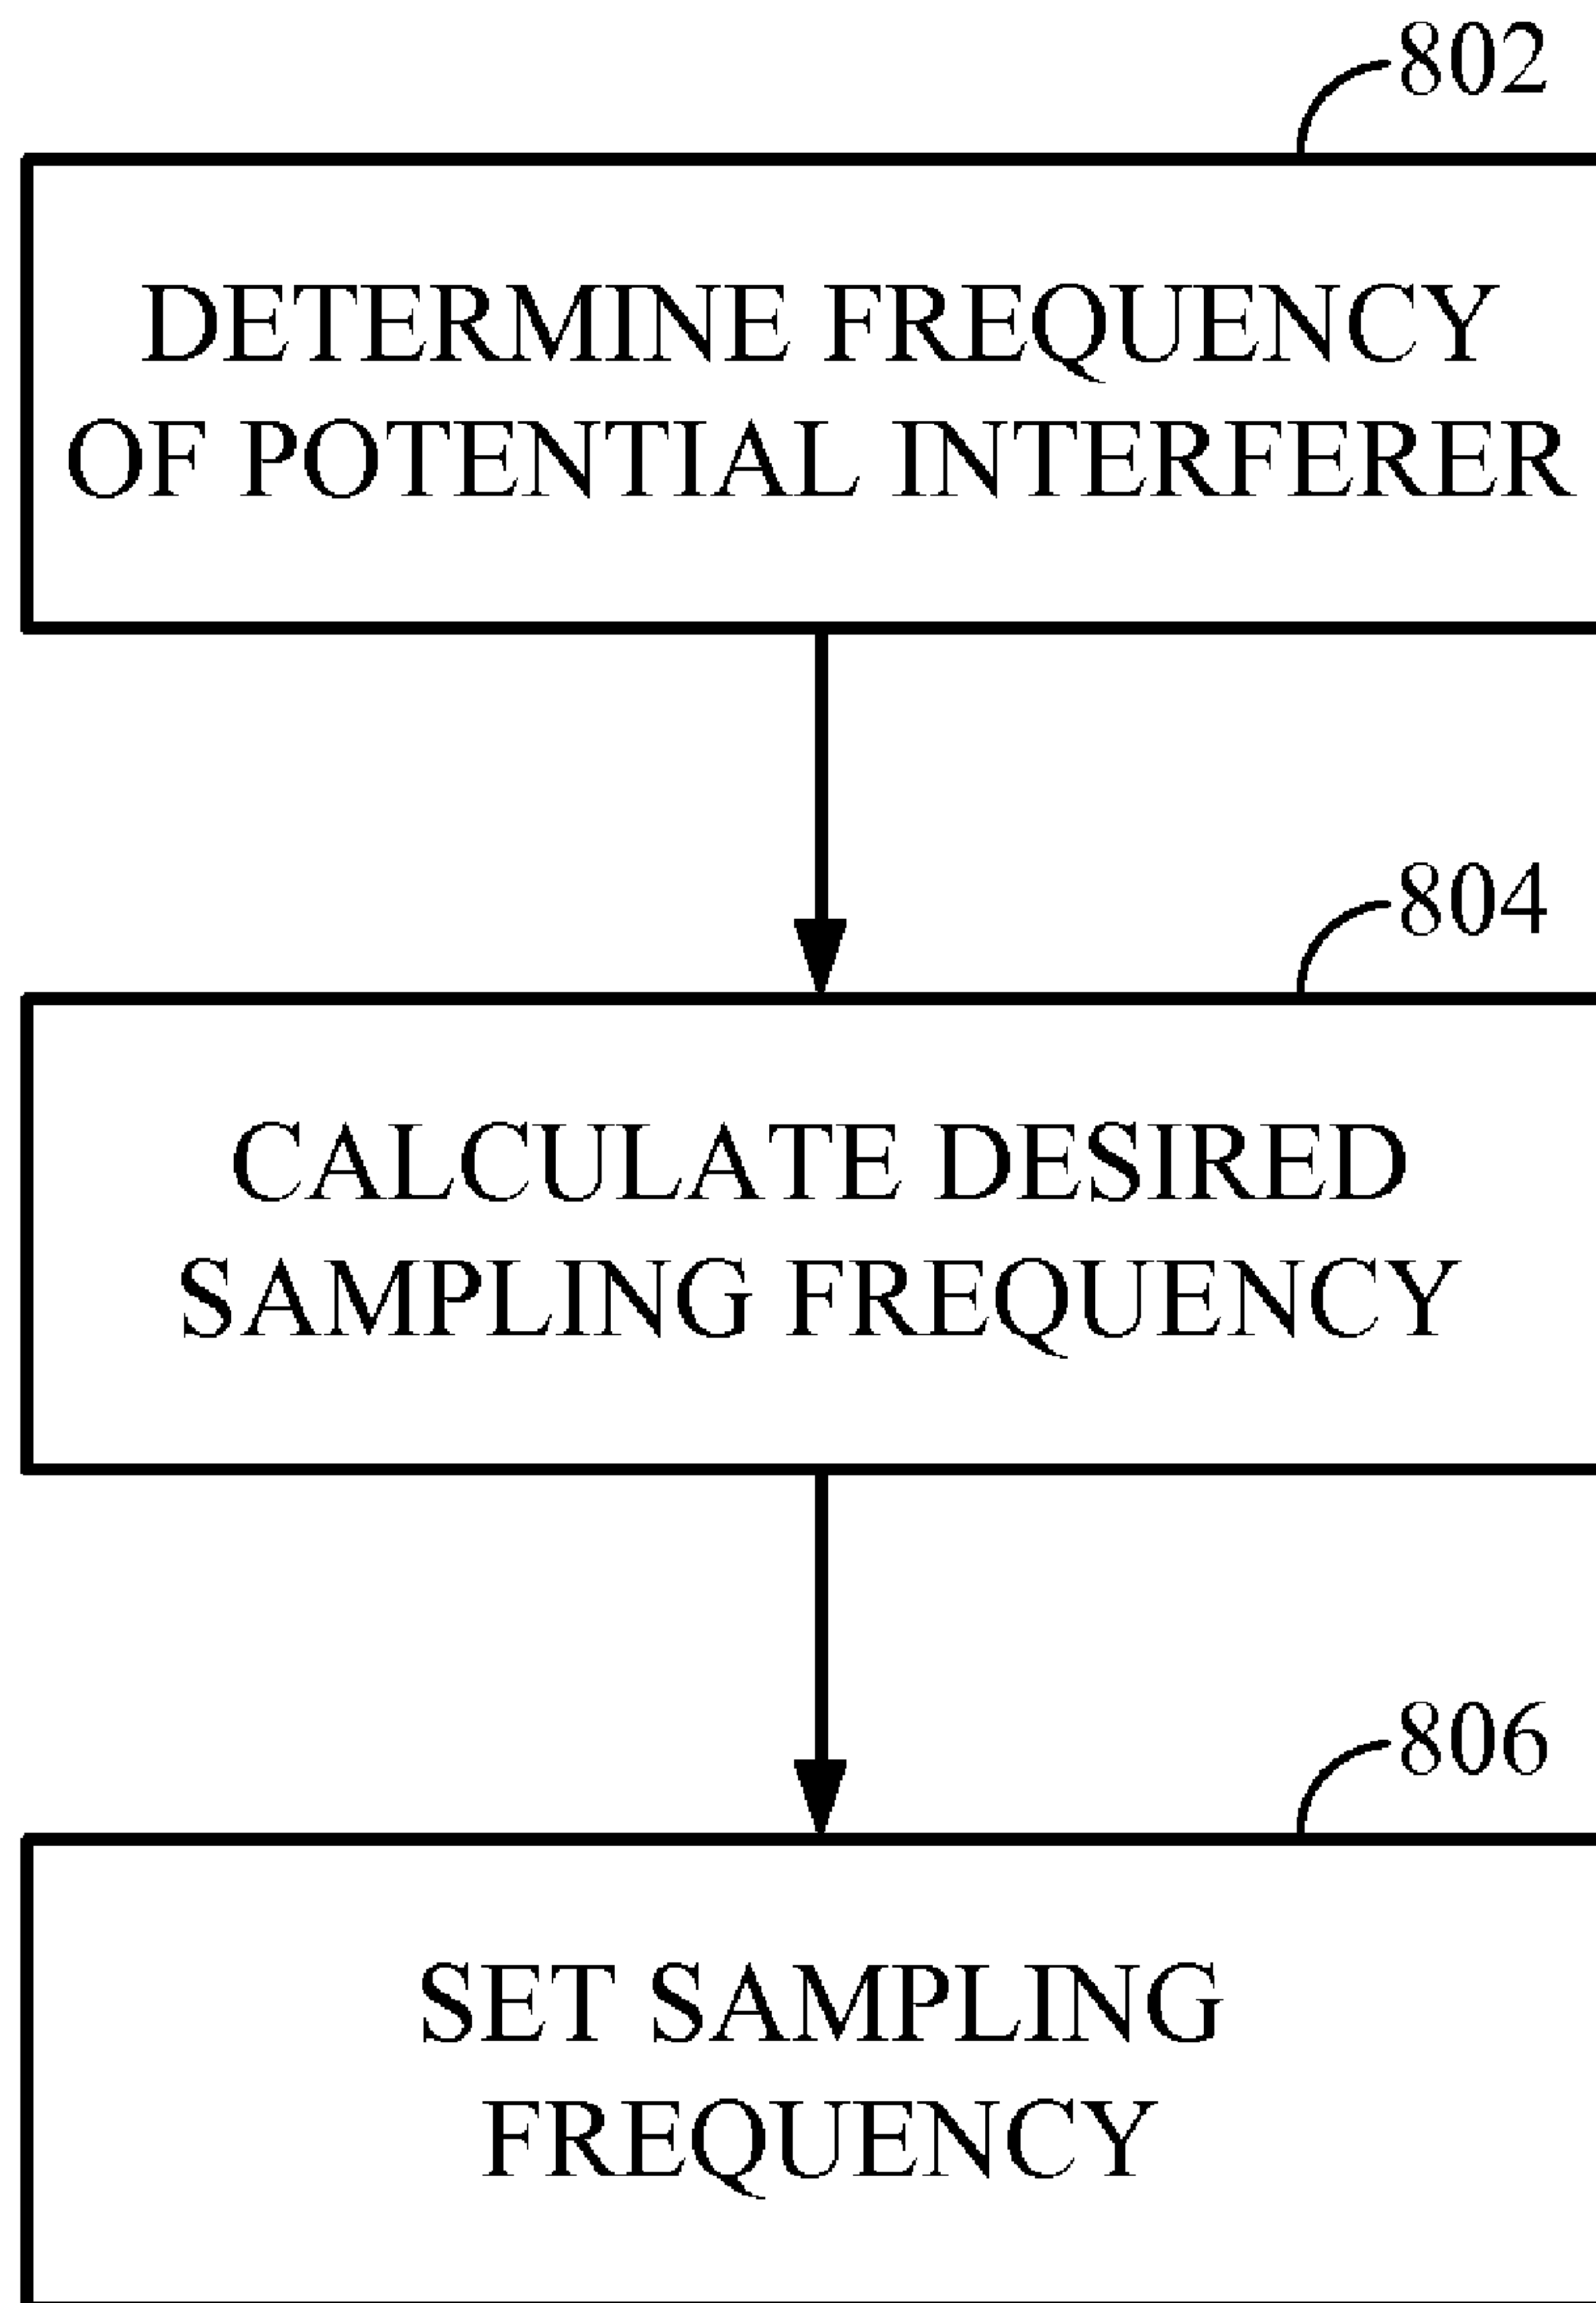 802
DETERMINE FREQUENCY
OF POTENTIAL INTERFERER
804
CALCULATE DESIRED
SAMPLING FREQUENCY
806
SET SAMPLING
FREQUENCY